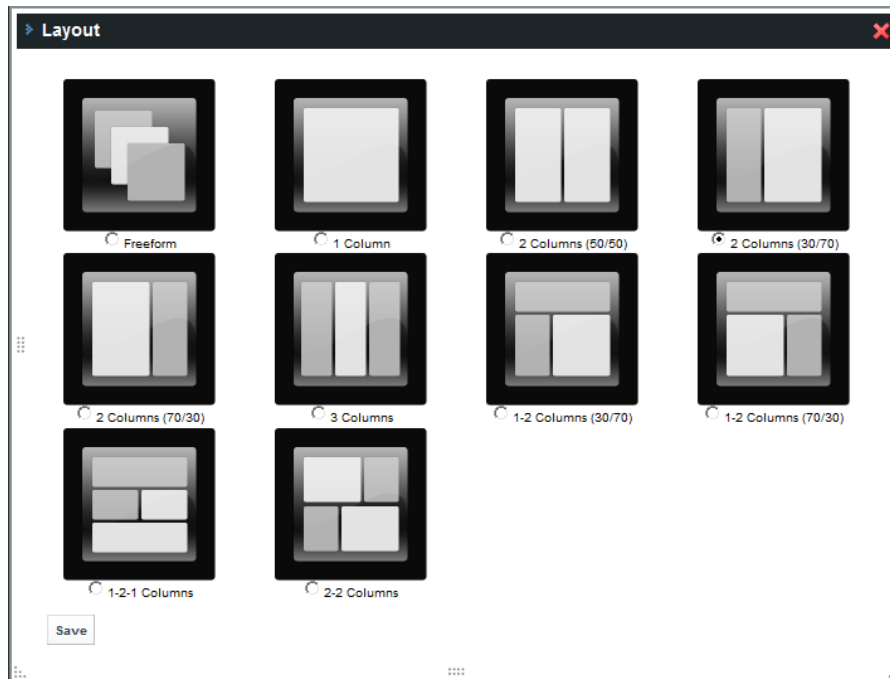 Layout
Freeform
1 Column
2 Columns (50/50)
2 Columns (30/70)
2 Columns (70/30)
3 Columns
1-2 Columns (30/70)
1-2 Columns (70/30)
1-2-1 Columns
2-2 Columns
Save